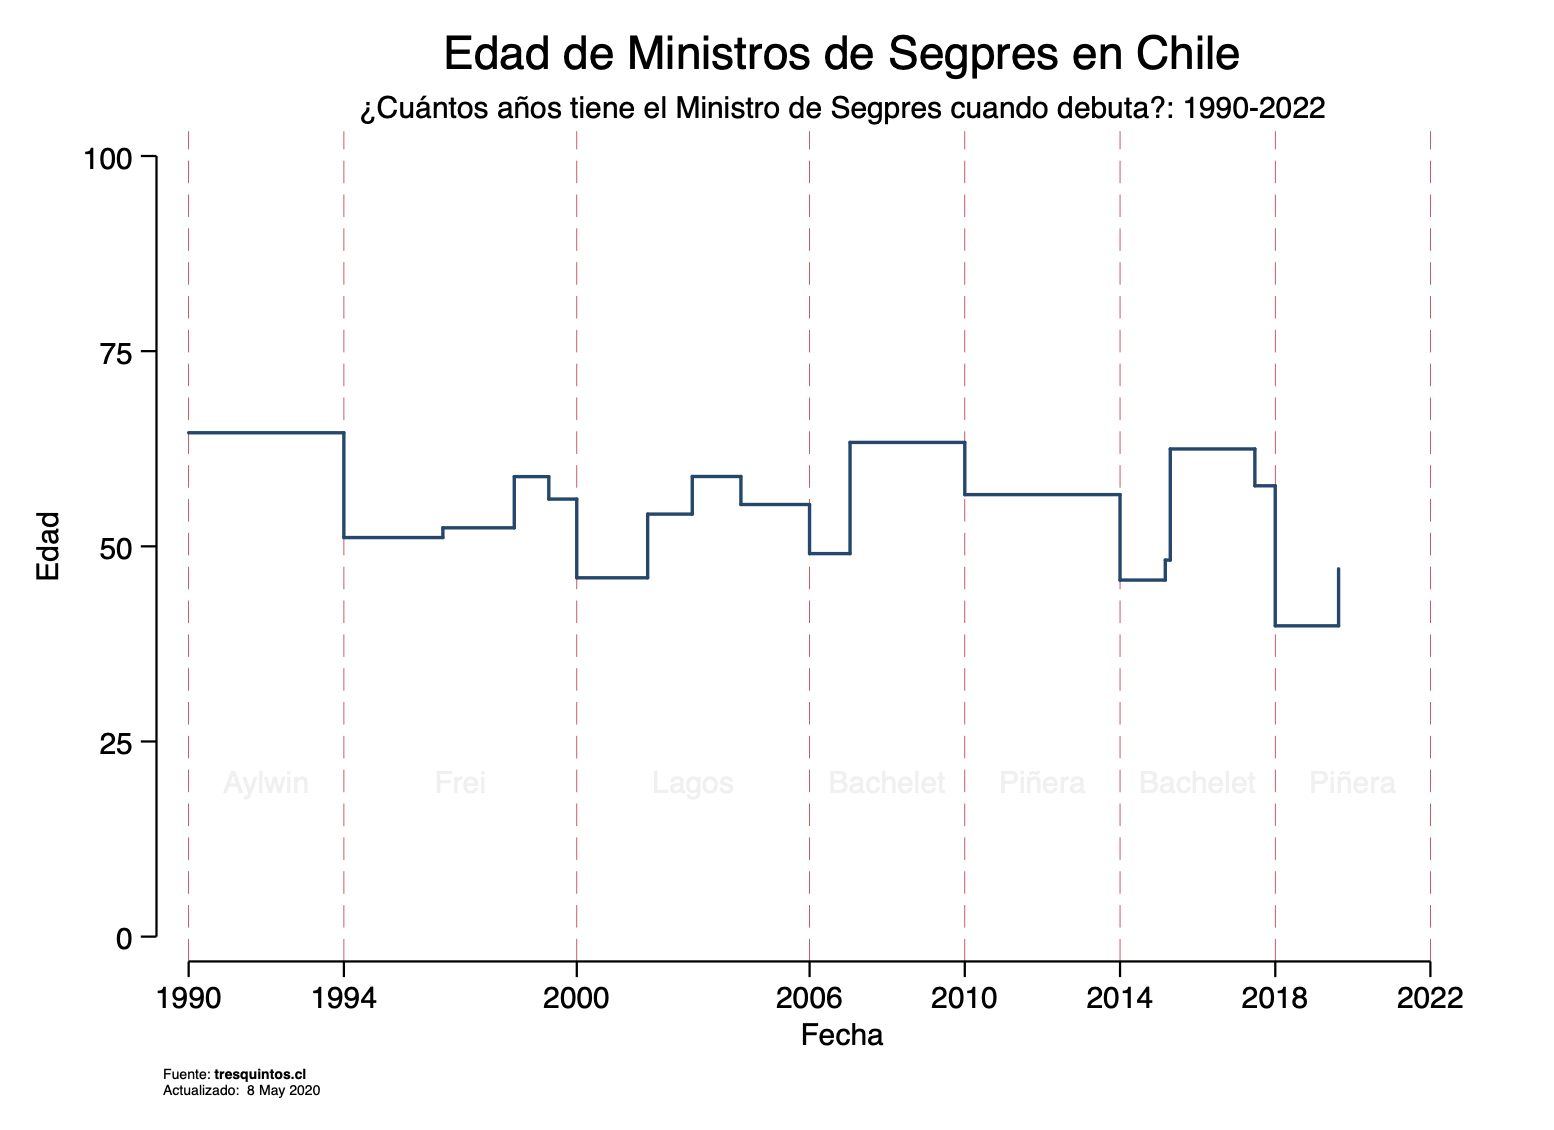 Edad de Ministros de Segpres en Chile
¿Cuántos años tiene el Ministro de Segpres cuando debuta?: 1990-2022
100
75
50
25
0
Edad
Aylwin Frei Lagos Bachelet Piñera Bachelet Piñera
1990 1994 2000 2006 2010 2014 2018 2022
Fecha
Fuente: tresquintos.cl
Actualizado: 8 May 2020